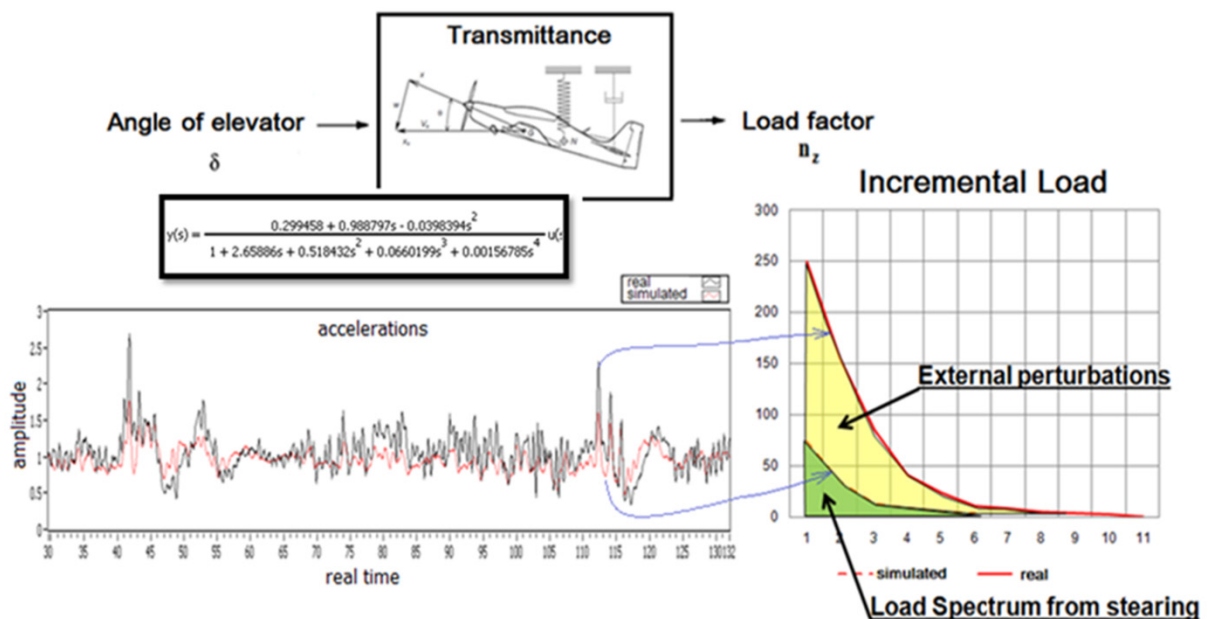 Transmittance
Angle of elevator
δ
Load factor
n_z
y(s) = (0.299458 + 0.988797s - 0.0398394s^2) / (1 + 2.65886s + 0.518432s^2 + 0.0660199s^3 + 0.00156785s^4) u(s
real
simulated
accelerations
amplitude
3
2.5
2
1.5
1
0.5
0
30 35 40 45 50 55 60 65 70 74 80 85 90 95 100 105 112 120 125 130 132
real time
Incremental Load
300
250
200
150
100
50
0
External perturbations
1 2 3 4 5 6 7 8 9 10 11
simulated real
Load Spectrum from steering